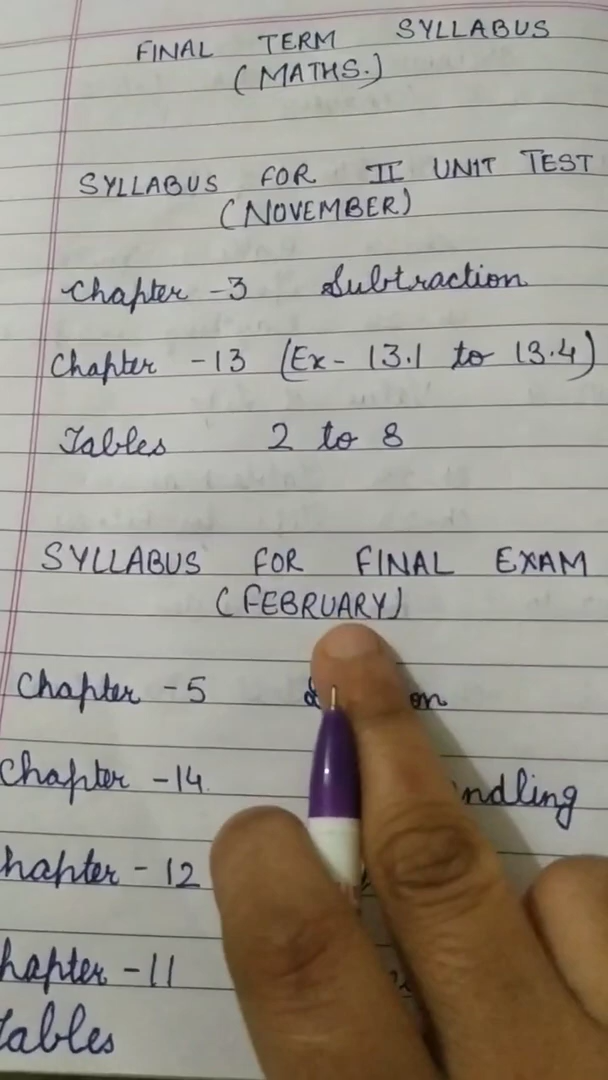 FINAL TERM SYLLABUS
(MATHS.)
SYLLABUS FOR II UNIT TEST
(NOVEMBER)
Chapter -3 Subtraction
Chapter -13 (Ex- 13.1 to 13.4)
Tables 2 to 8
SYLLABUS FOR FINAL EXAM
(FEBRUARY)
Chapter -5
Chapter -14 ndling
hapter - 12
hapter -11
Tables